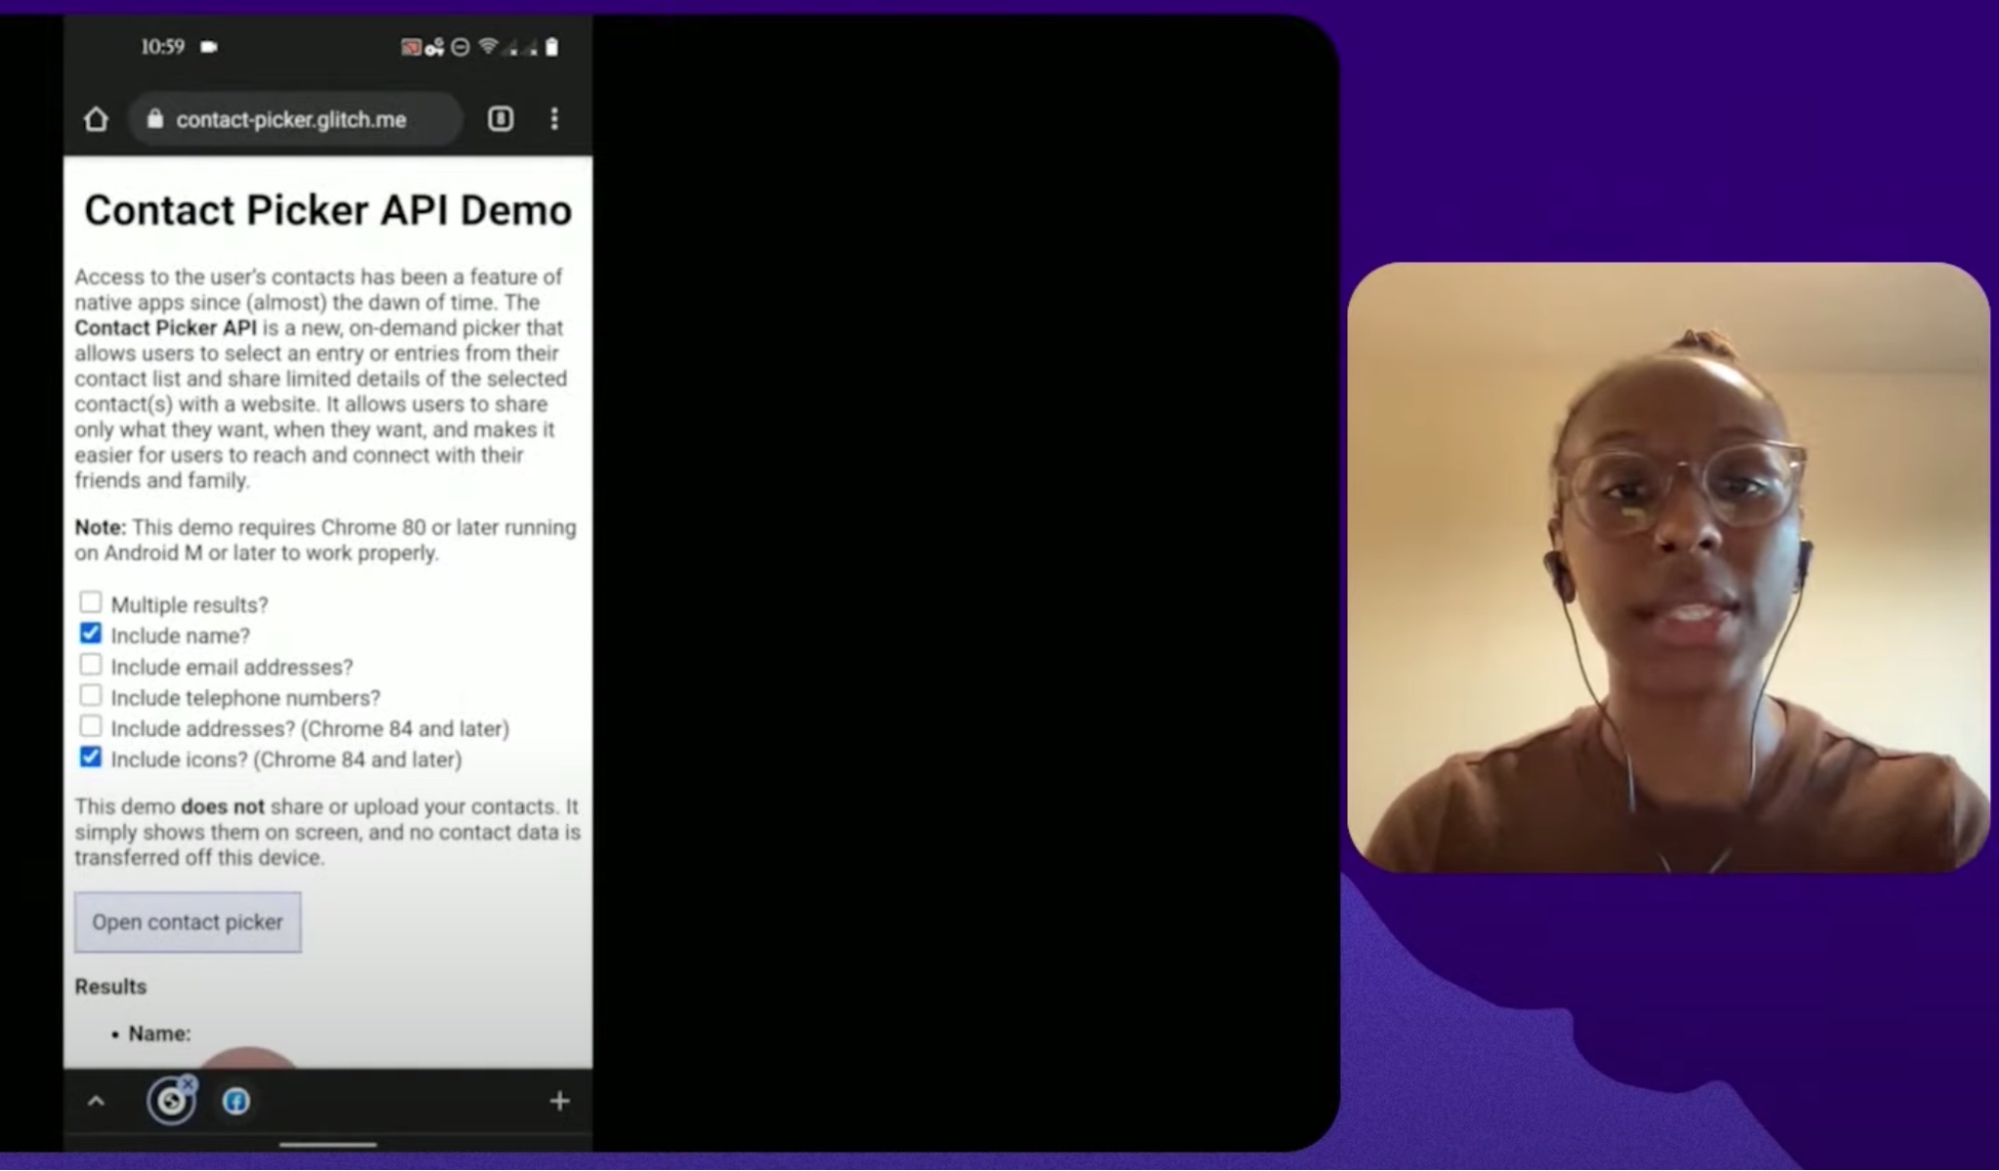 10:59
contact-picker.glitch.me
Contact Picker API Demo
Access to the user's contacts has been a feature of
native apps since (almost) the dawn of time. The
Contact Picker API is a new, on-demand picker that
allows users to select an entry or entries from their
contact list and share limited details of the selected
contact(s) with a website. It allows users to share
only what they want, when they want, and makes it
easier for users to reach and connect with their
friends and family.
Note: This demo requires Chrome 80 or later running
on Android M or later to work properly.
Multiple results?
Include name?
Include email addresses?
Include telephone numbers?
Include addresses? (Chrome 84 and later)
Include icons? (Chrome 84 and later)
This demo does not share or upload your contacts. It
simply shows them on screen, and no contact data is
transferred off this device.
Open contact picker
Results
• Name: